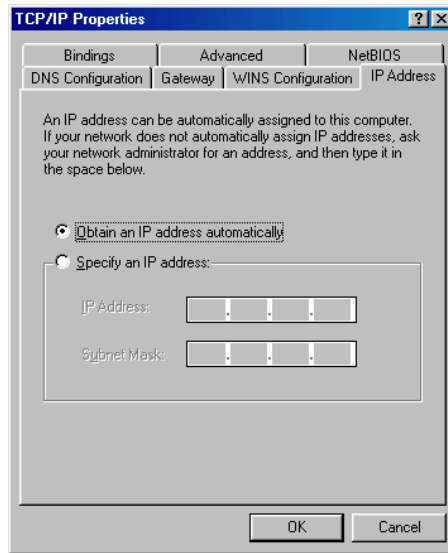 TCP/IP Properties
Bindings
Advanced
NetBIOS
DNS Configuration
Gateway
WINS Configuration
IP Address
An IP address can be automatically assigned to this computer.
If your network does not automatically assign IP addresses, ask
your network administrator for an address, and then type it in
the space below.
Obtain an IP address automatically
Specify an IP address:
IP Address:
. . .
Subnet Mask:
. . .
OK
Cancel